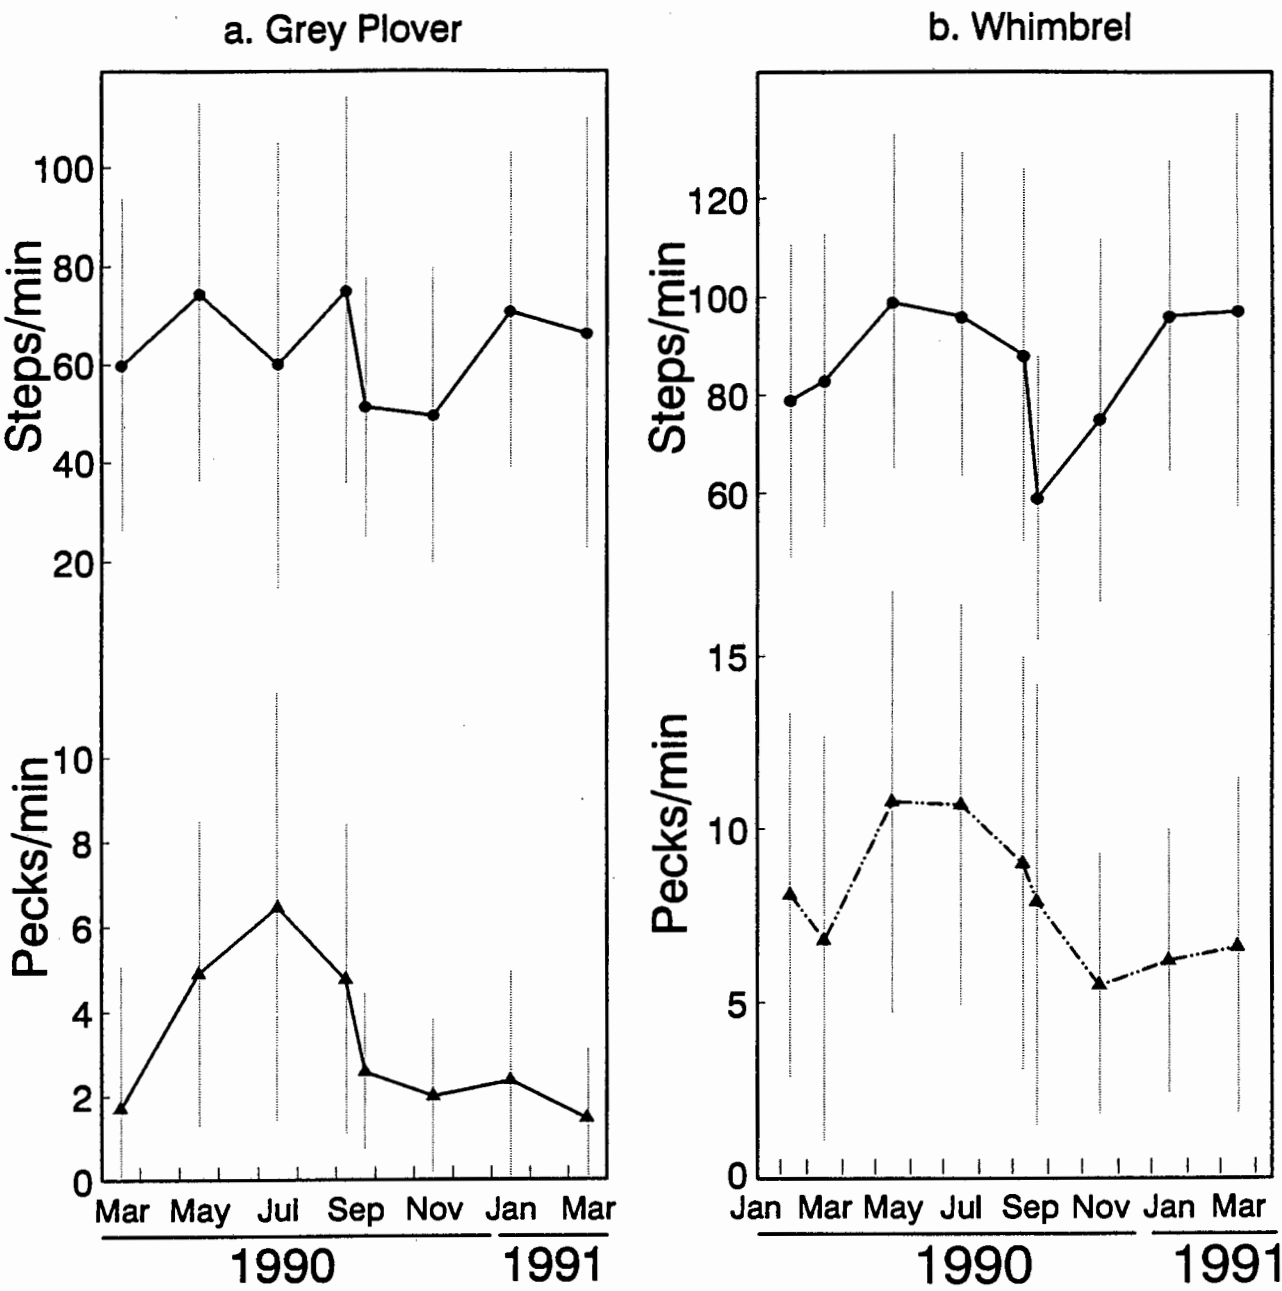 a. Grey Plover
Steps/min
100
80
60
40
20
Pecks/min
10
8
6
4
2
0
Mar May Jul Sep Nov Jan Mar
1990 1991
b. Whimbrel
Steps/min
120
100
80
60
Pecks/min
15
10
5
0
Jan Mar May Jul Sep Nov Jan Mar
1990 1991